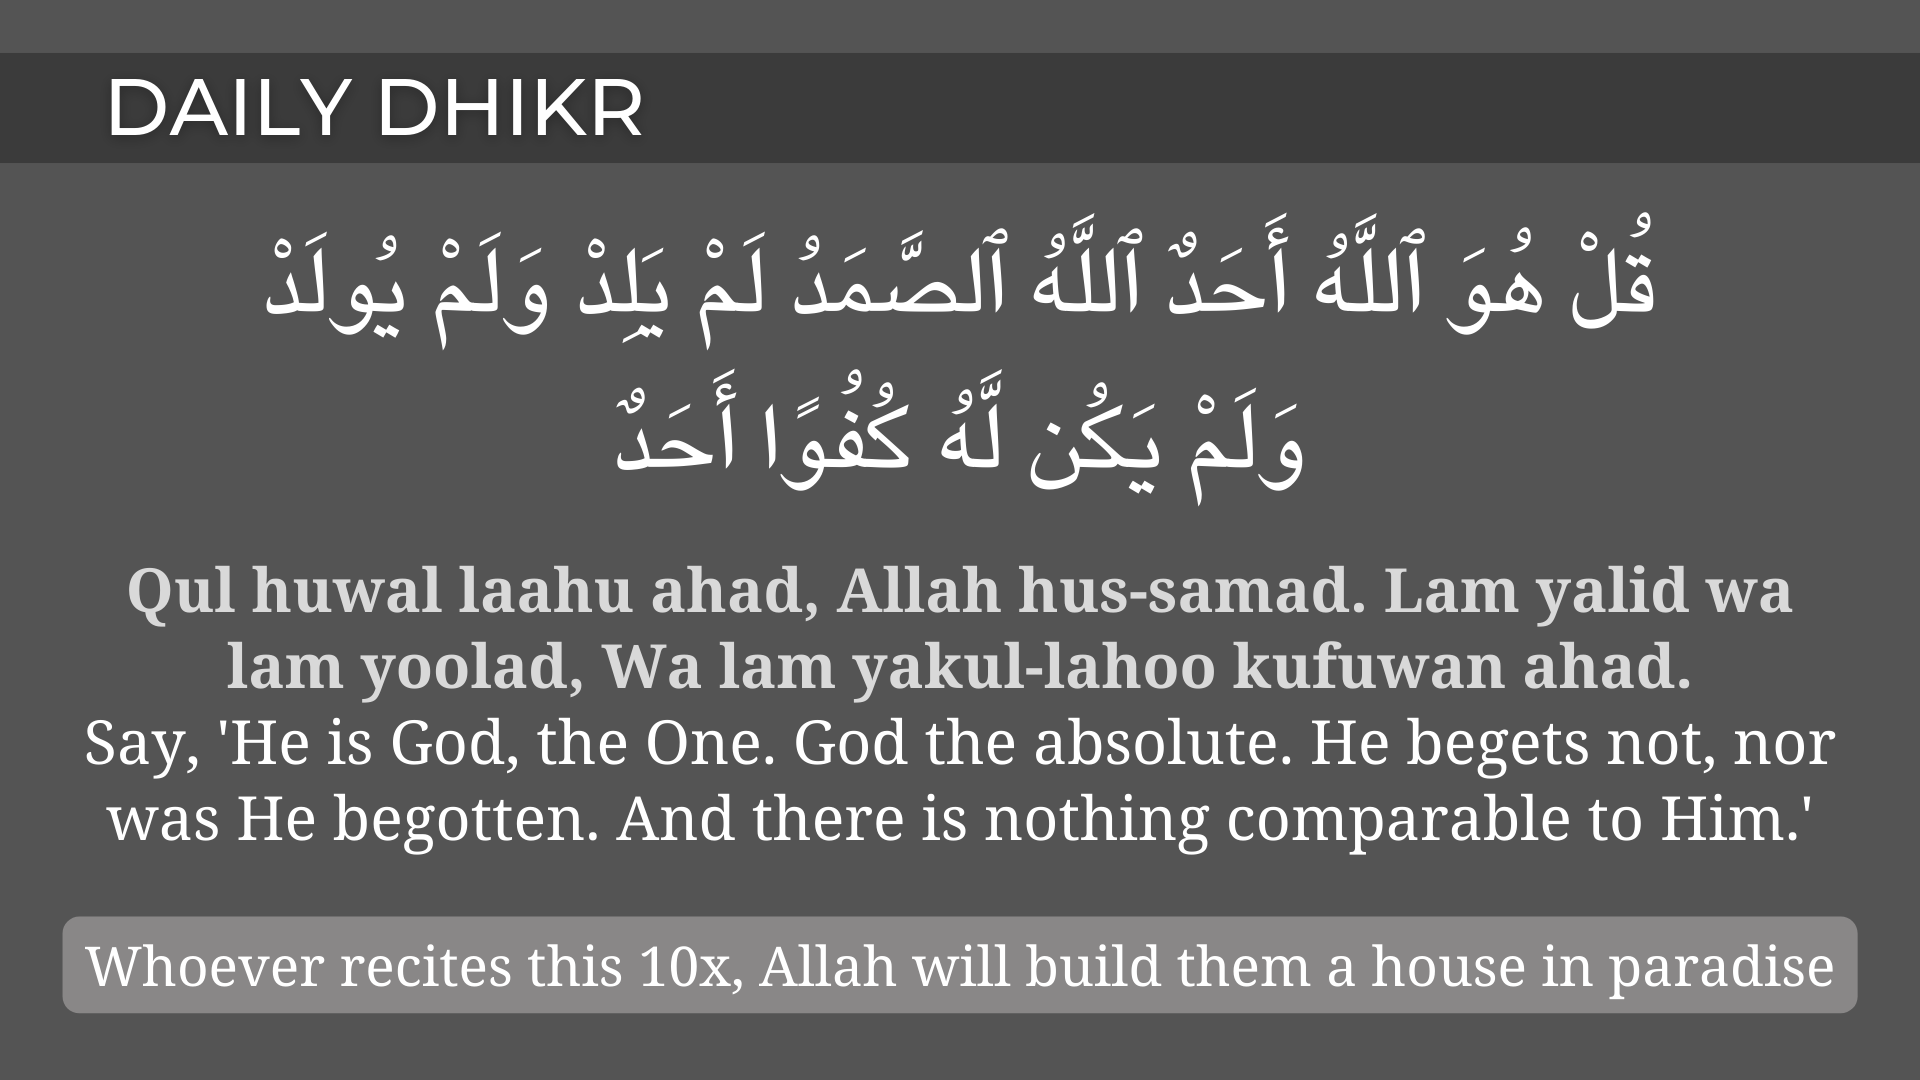 DAILY DHIKR
قُلْ هُوَ ٱللَّهُ أَحَدٌ ٱللَّهُ ٱلصَّمَدُ لَمْ يَلِدْ وَلَمْ يُولَدْ
وَلَمْ يَكُن لَّهُ كُفُوًا أَحَدٌ
Qul huwal laahu ahad, Allah hus-samad. Lam yalid wa
lam yoolad, Wa lam yakul-lahoo kufuwan ahad.
Say, 'He is God, the One. God the absolute. He begets not, nor
was He begotten. And there is nothing comparable to Him.'
Whoever recites this 10x, Allah will build them a house in paradise